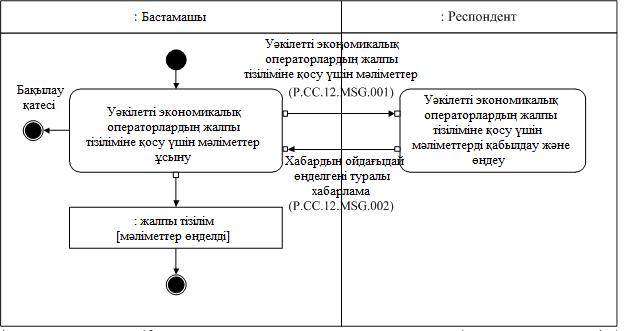 : Бастамашы
: Респондент
Уәкілетті экономикалық
операторлардың жалпы
тізіліміне қосу үшін мәліметтер
(P.CC.12.MSG.001)
Бақылау
қатесі
Уәкілетті экономикалық
операторлардың жалпы
тізіліміне қосу үшін мәліметтер
ұсыну
Уәкілетті экономикалық
операторлардың жалпы
тізіліміне қосу үшін
мәліметтерді қабылдау және
өңдеу
Хабардың ойдағыдай
өңделгені туралы
хабарлама
(P.CC.12.MSG.002)
: жалпы тізілім
[мәліметтер өңделді]